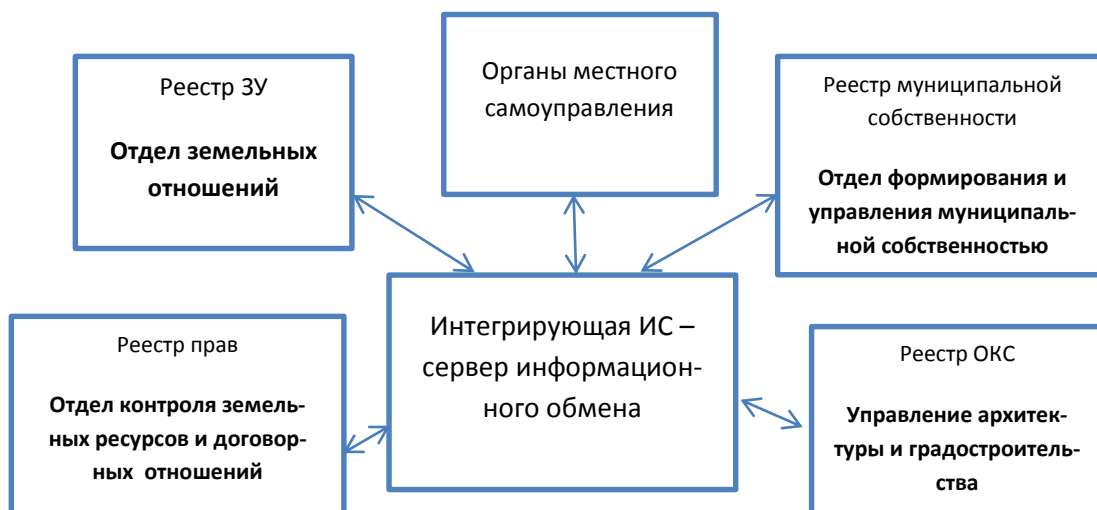 Реестр ЗУ
Отдел земельных
отношений
Органы местного
самоуправления
Реестр муниципальной
собственности
Отдел формирования и
управления муниципаль-
ной собственностью
Реестр прав
Отдел контроля земель-
ных ресурсов и договор-
ных отношений
Интегрирующая ИС –
сервер информацион-
ного обмена
Реестр ОКС
Управление архитек-
туры и градостроитель-
ства